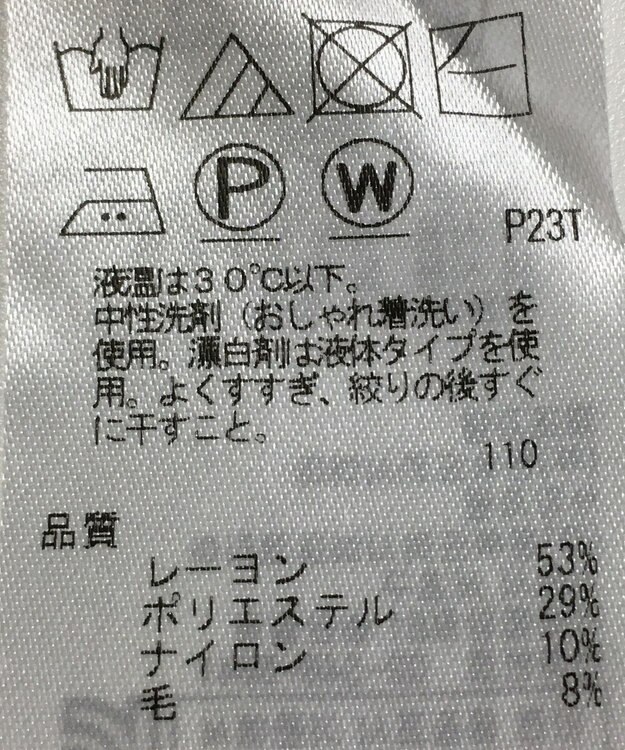 P W
P23T
液温は30℃以下。
中性洗剤（おしゃれ着洗い）を
使用。漂白剤は液体タイプを使
用。よくすすぎ、絞りの後すぐ
に干すこと。
110
品質
レーヨン 53%
ポリエステル 29%
ナイロン 10%
毛 8%